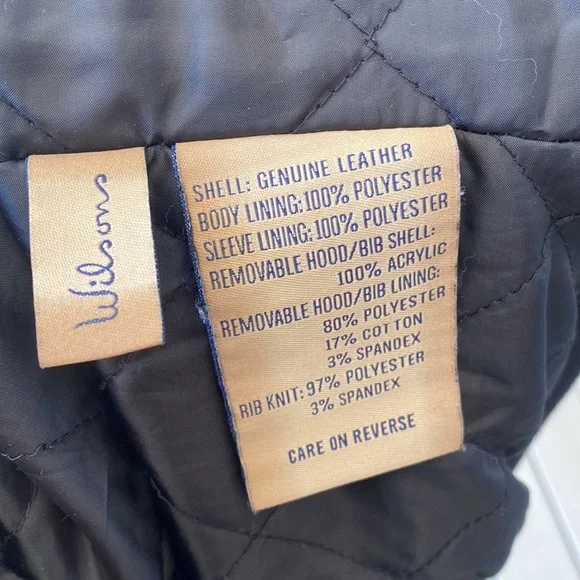 Wilsons
SHELL: GENUINE LEATHER
BODY LINING:100% POLYESTER
SLEEVE LINING:100% POLYESTER
REMOVABLE HOOD/BIB SHELL:
100% ACRYLIC
REMOVABLE HOOD/BIB LINING:
80% POLYESTER
17% COTTON
3% SPANDEX
RIB KNIT: 97% POLYESTER
3% SPANDEX
CARE ON REVERSE